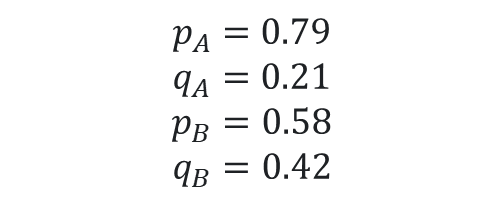 p_A = 0.79
q_A = 0.21
p_B = 0.58
q_B = 0.42